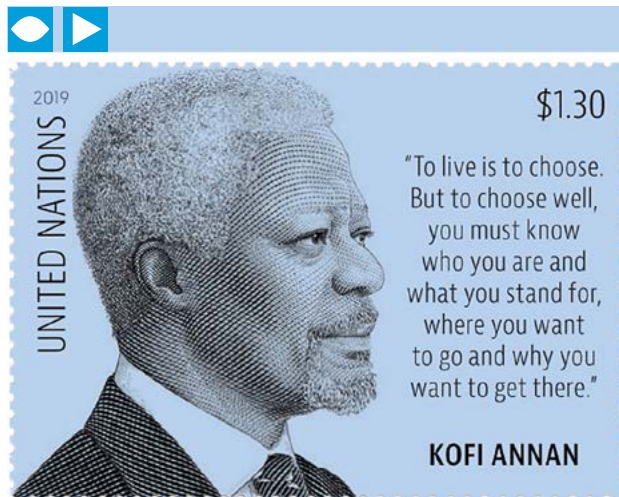 2019
UNITED NATIONS
$1.30
"To live is to choose.
But to choose well,
you must know
who you are and
what you stand for,
where you want
to go and why you
want to get there."
KOFI ANNAN